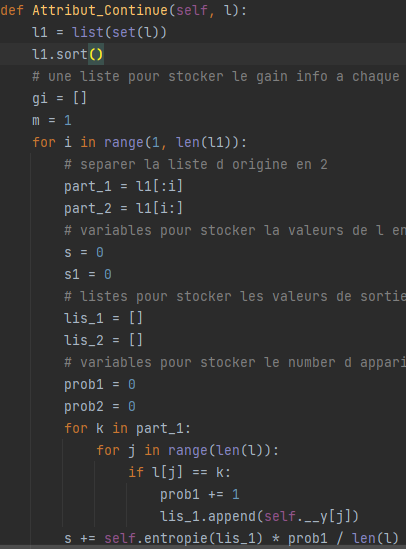 def Attribut_Continue(self, l):
    l1 = list(set(l))
    l1.sort()
    # une liste pour stocker le gain info a chaque
    gi = []
    m = 1
    for i in range(1, len(l1)):
        # separer la liste d origine en 2
        part_1 = l1[:i]
        part_2 = l1[i:]
        # variables pour stocker la valeurs de l en
        s = 0
        s1 = 0
        # listes pour stocker les valeurs de sortie
        lis_1 = []
        lis_2 = []
        # variables pour stocker le number d appari
        prob1 = 0
        prob2 = 0
        for k in part_1:
            for j in range(len(l)):
                if l[j] == k:
                    prob1 += 1
                    lis_1.append(self.__y[j])
        s += self.entropie(lis_1) * prob1 / len(l)